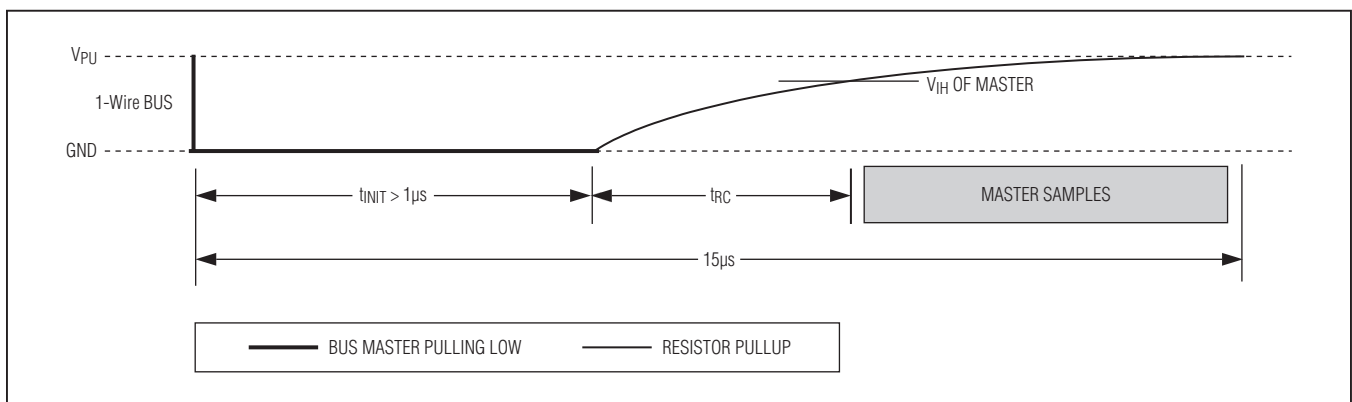 VPU
1-Wire BUS
GND
VIH OF MASTER
tINIT > 1µs
tRC
MASTER SAMPLES
15µs
BUS MASTER PULLING LOW
RESISTOR PULLUP